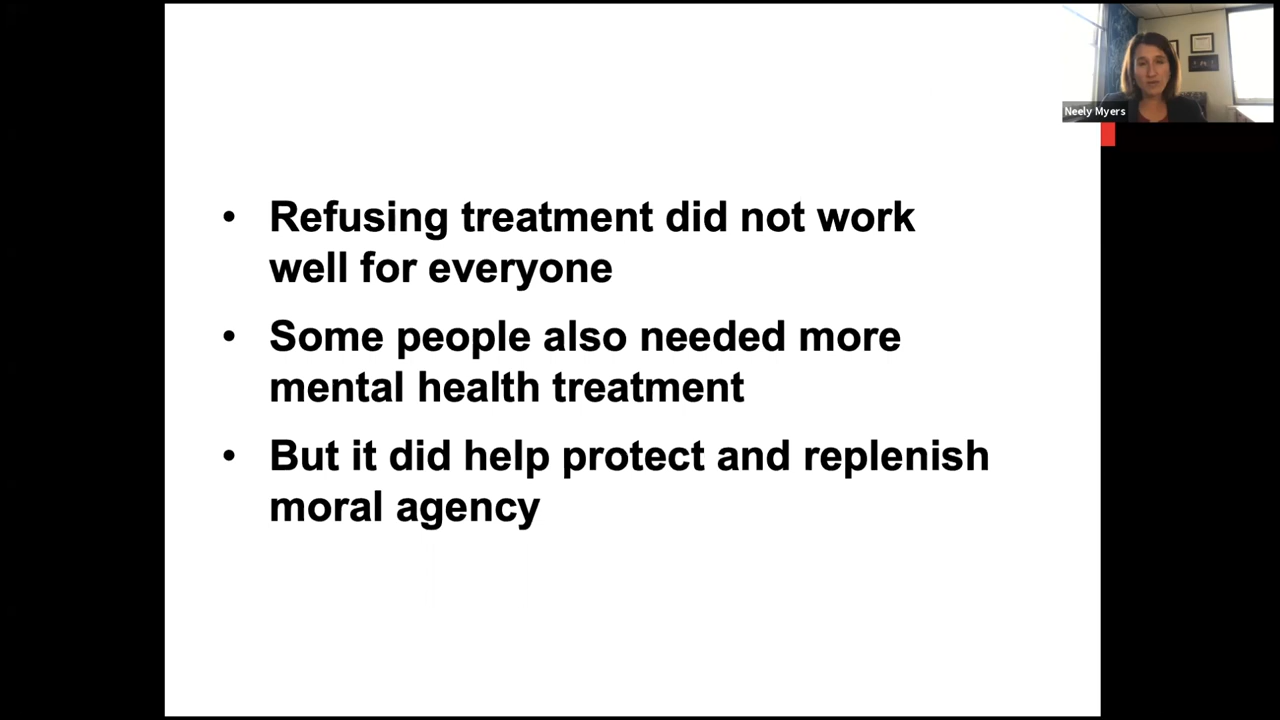 Neely Myers
• Refusing treatment did not work
well for everyone
• Some people also needed more
mental health treatment
• But it did help protect and replenish
moral agency